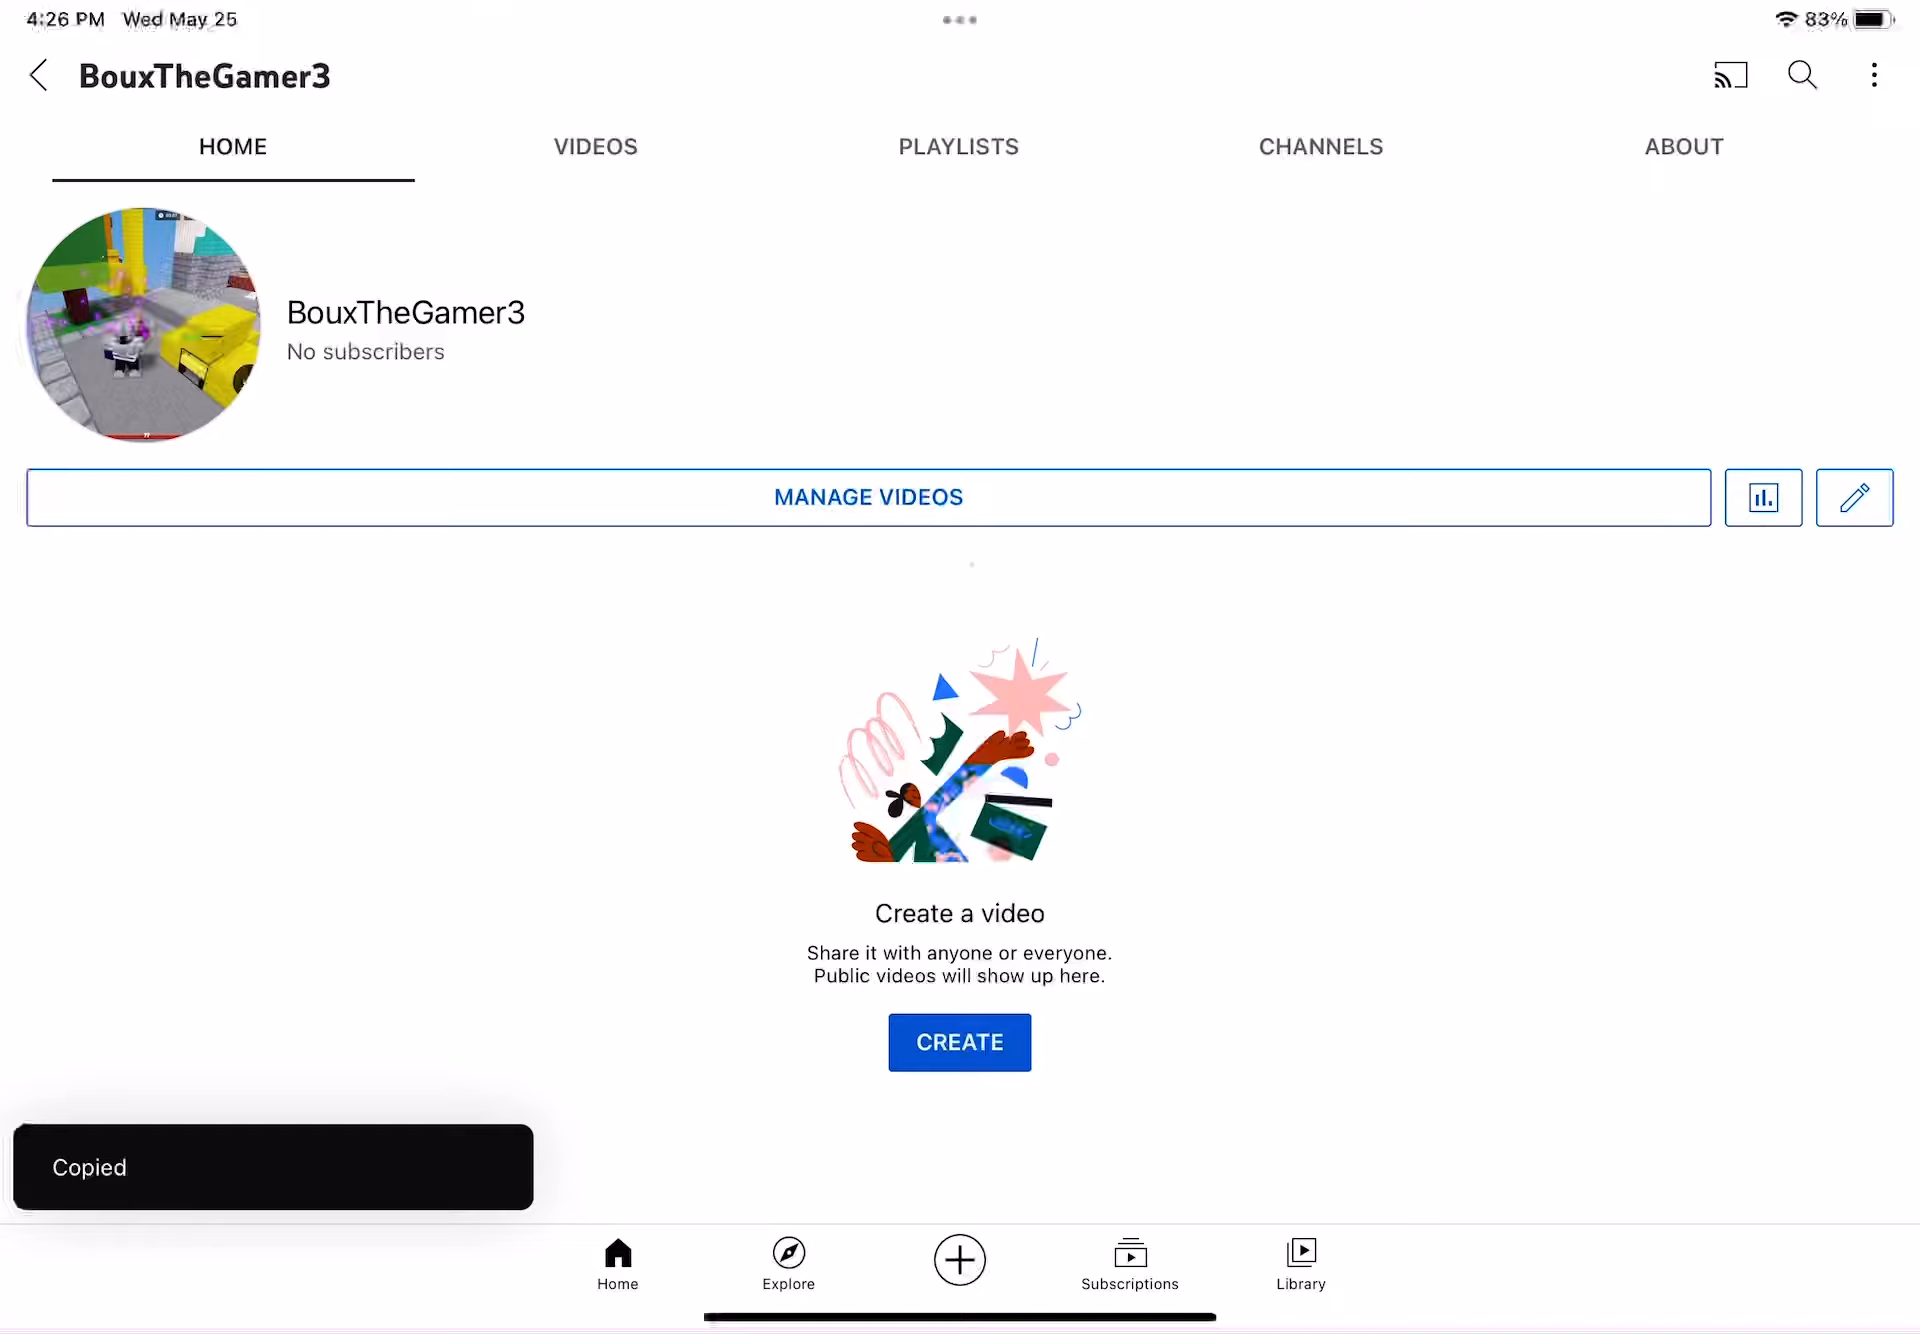 4:26 PM Wed May 25
83%
BouxTheGamer3
HOME VIDEOS PLAYLISTS CHANNELS ABOUT
BouxTheGamer3
No subscribers
MANAGE VIDEOS
Create a video
Share it with anyone or everyone.
Public videos will show up here.
CREATE
Copied
Home Explore Subscriptions Library